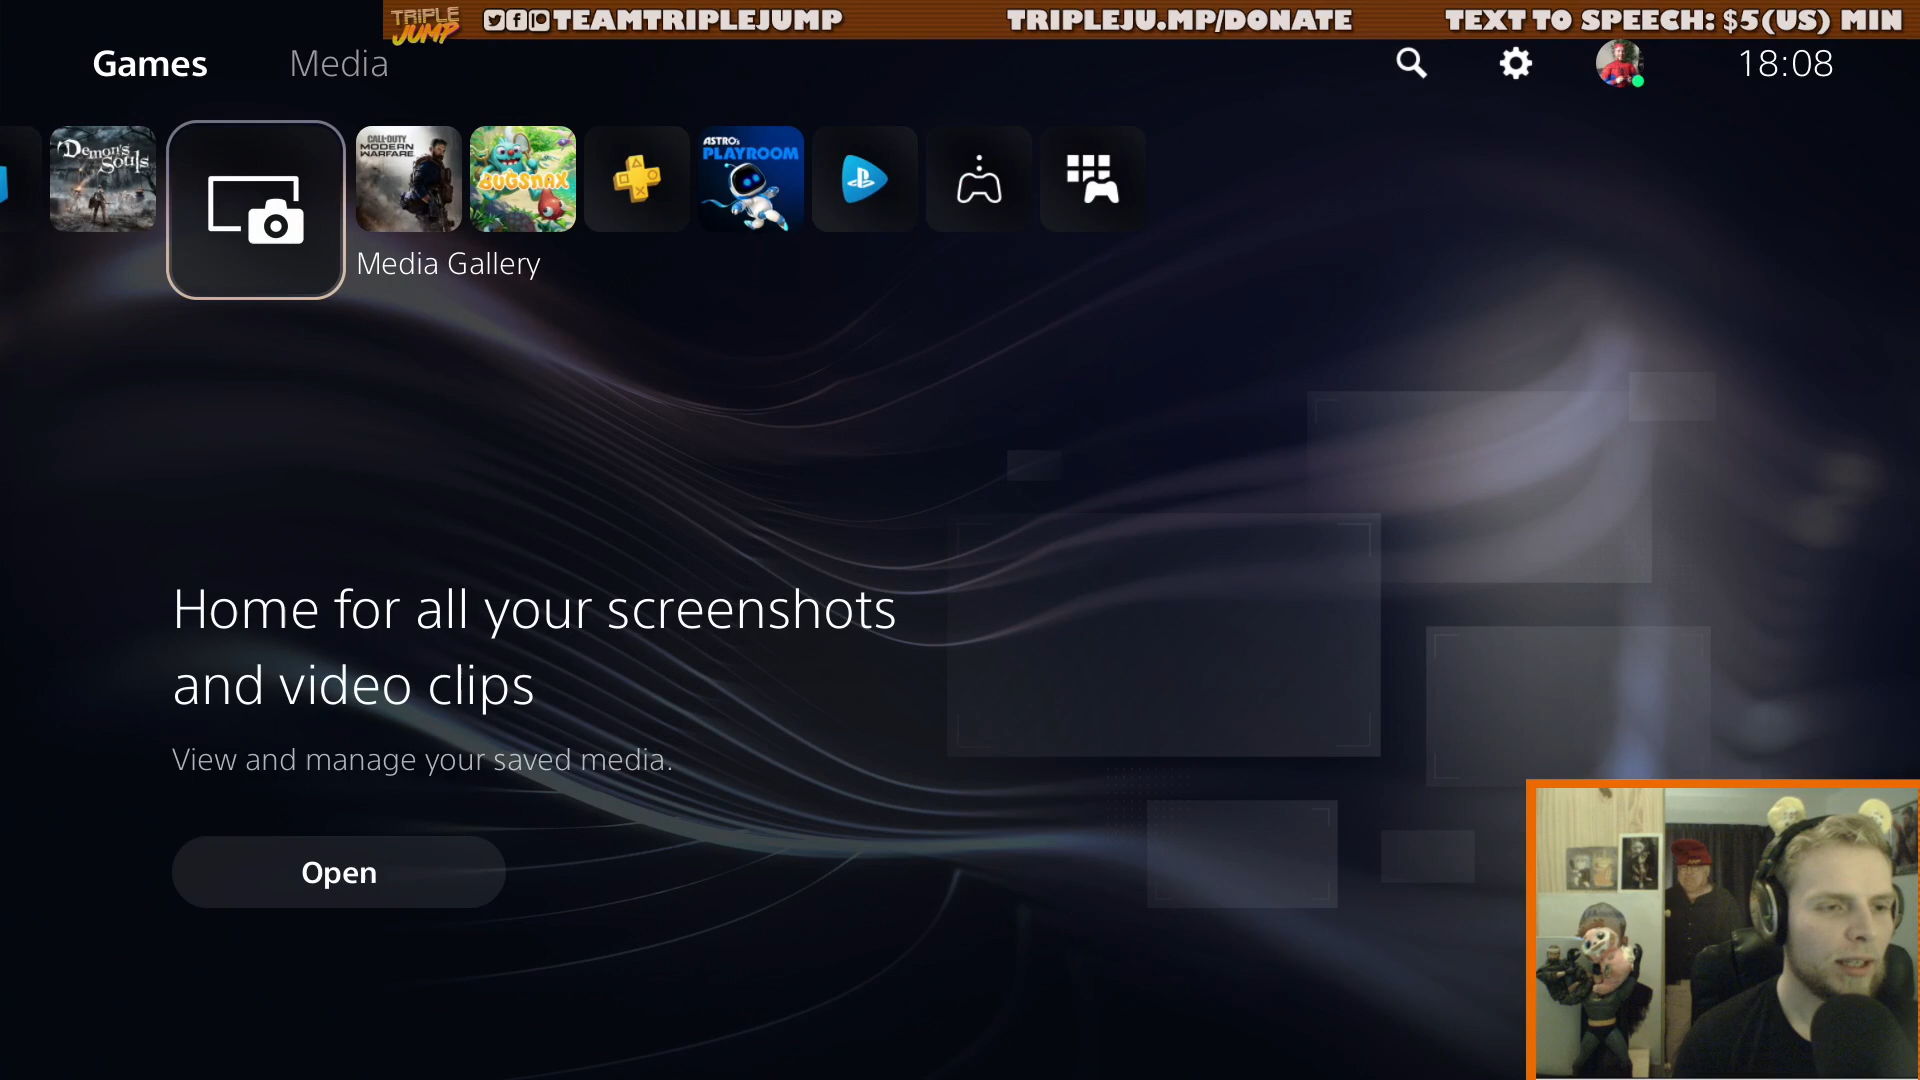 TRIPLE
JUMP
TEAMTRIPLEJUMP
TRIPLEJU.MP/DONATE
TEXT TO SPEECH: $5(US) MIN
Games
Media
18:08
Demon's
Souls
CALL OF DUTY
MODERN
WARFARE
BUGSNAX
ASTRO's
PLAYROOM
Media Gallery
Home for all your screenshots
and video clips
View and manage your saved media.
Open